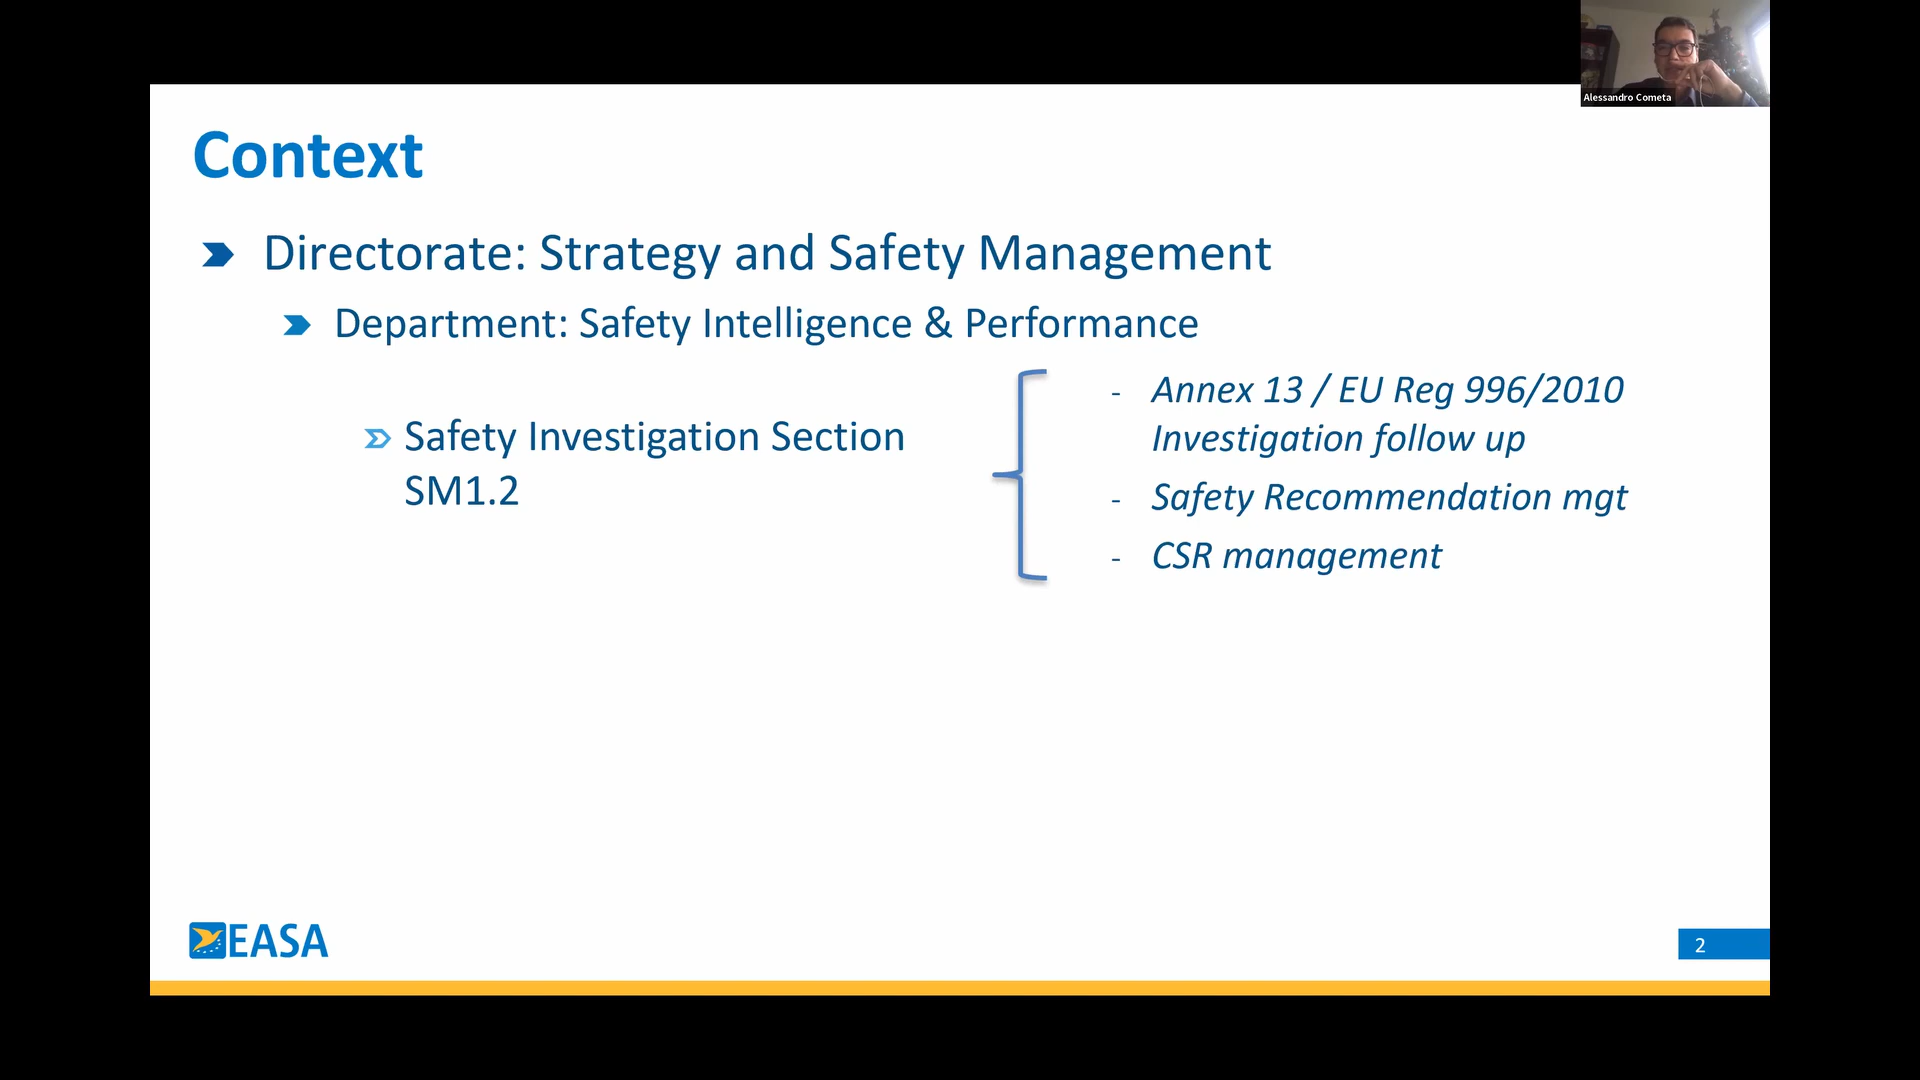 Alessandro Cometa
Context
Directorate: Strategy and Safety Management
Department: Safety Intelligence & Performance
Safety Investigation Section
SM1.2
- Annex 13 / EU Reg 996/2010
Investigation follow up
- Safety Recommendation mgt
- CSR management
EASA
2